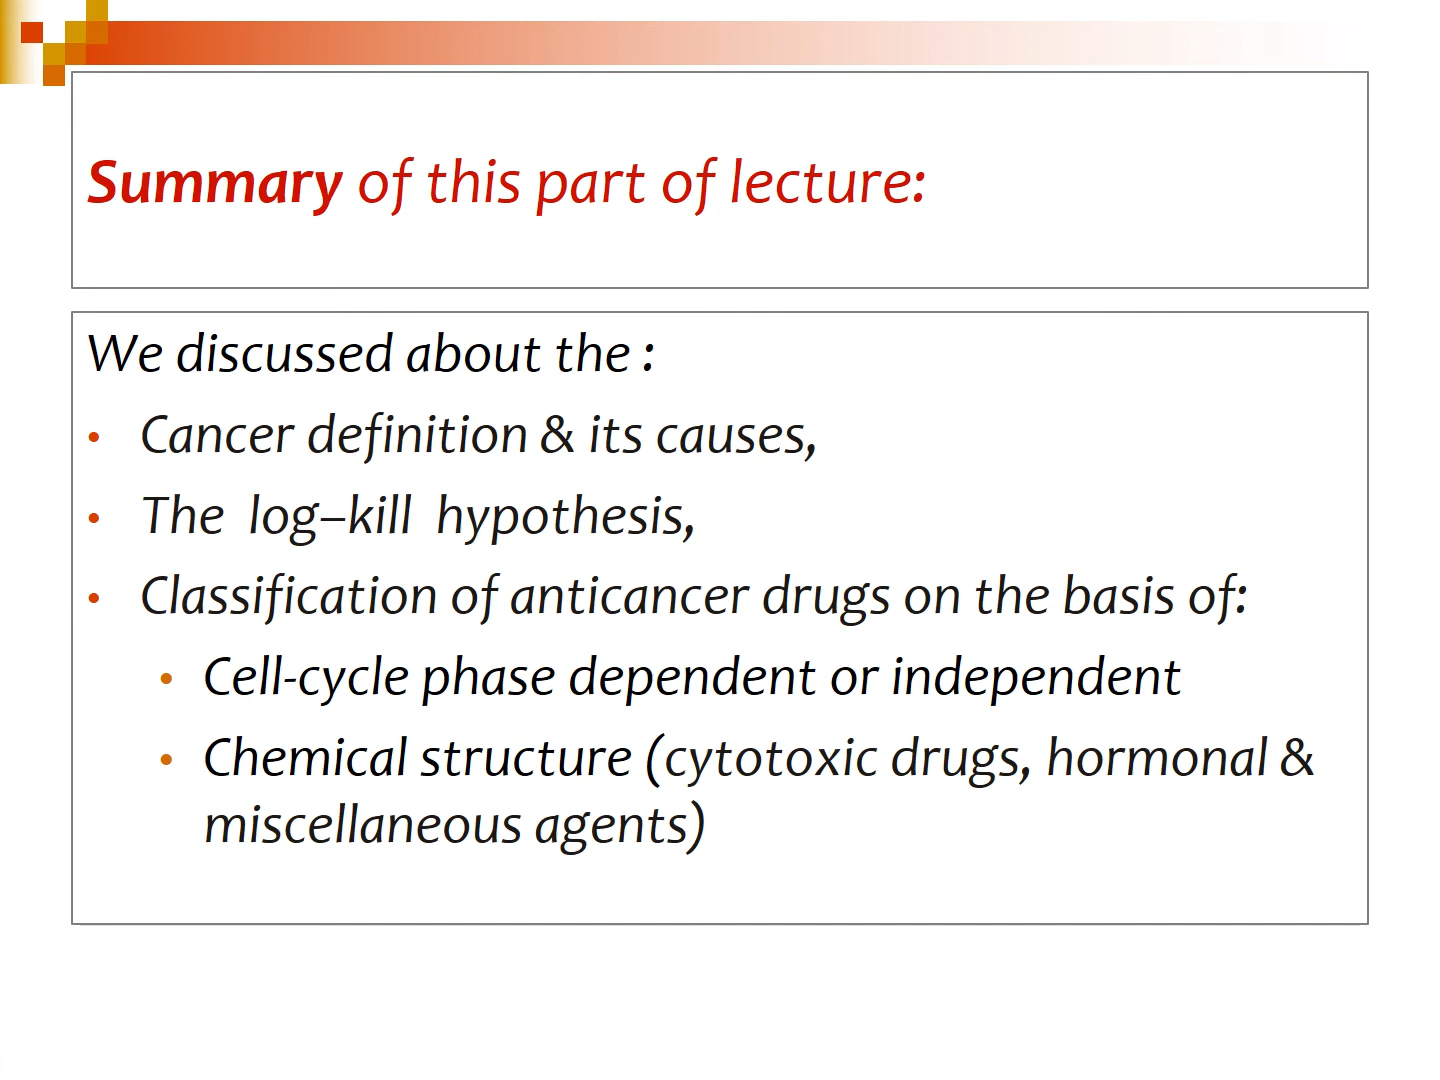 Summary of this part of lecture:
We discussed about the :
• Cancer definition & its causes,
• The log–kill hypothesis,
• Classification of anticancer drugs on the basis of:
• Cell-cycle phase dependent or independent
• Chemical structure (cytotoxic drugs, hormonal &
miscellaneous agents)